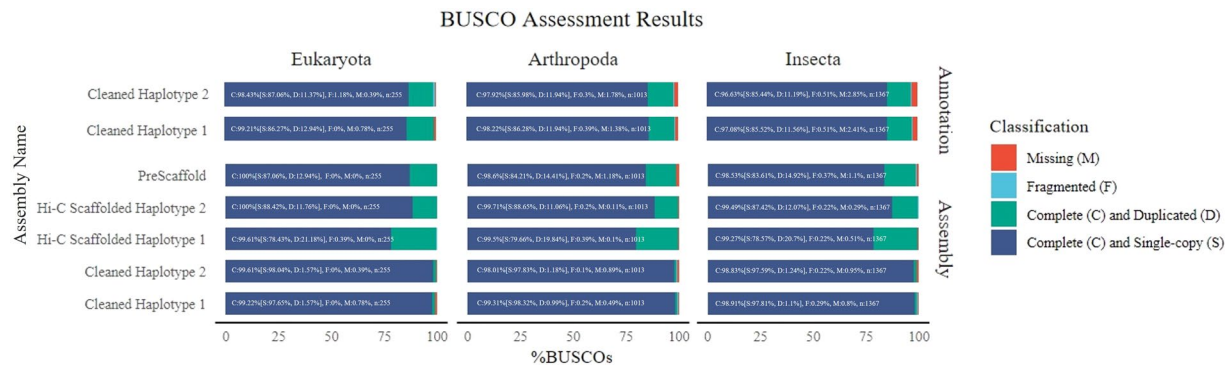 BUSCO Assessment Results
Eukaryota
Arthropoda
Insecta
Assembly Name
Cleaned Haplotype 2
C:98.43%[S:87.06%, D:11.37%], F:1.18%, M:0.39%, n:255
C:97.92%[S:85.98%, D:11.94%], F:0.3%, M:1.78%, n:1013
C:96.63%[S:85.44%, D:11.19%], F:0.51%, M:2.85%, n:1367
Cleaned Haplotype 1
C:99.21%[S:86.27%, D:12.94%], F:0%, M:0.78%, n:255
C:98.22%[S:86.28%, D:11.94%], F:0.39%, M:1.38%, n:1013
C:97.08%[S:85.52%, D:11.56%], F:0.51%, M:2.41%, n:1367
Annotation
PreScaffold
C:100%[S:87.06%, D:12.94%], F:0%, M:0%, n:255
C:98.6%[S:84.21%, D:14.41%], F:0.2%, M:1.18%, n:1013
C:98.53%[S:83.61%, D:14.92%], F:0.37%, M:1.1%, n:1367
Hi-C Scaffolded Haplotype 2
C:100%[S:88.42%, D:11.76%], F:0%, M:0%, n:255
C:99.71%[S:88.65%, D:11.06%], F:0.2%, M:0.11%, n:1013
C:99.49%[S:87.42%, D:12.07%], F:0.22%, M:0.29%, n:1367
Hi-C Scaffolded Haplotype 1
C:99.61%[S:78.43%, D:21.18%], F:0.39%, M:0%, n:255
C:99.5%[S:79.66%, D:19.84%], F:0.39%, M:0.1%, n:1013
C:99.27%[S:78.57%, D:20.7%], F:0.22%, M:0.51%, n:1367
Cleaned Haplotype 2
C:99.61%[S:98.04%, D:1.57%], F:0%, M:0.39%, n:255
C:98.01%[S:97.83%, D:1.18%], F:0.1%, M:0.89%, n:1013
C:98.83%[S:97.59%, D:1.24%], F:0.22%, M:0.95%, n:1367
Cleaned Haplotype 1
C:99.22%[S:97.65%, D:1.57%], F:0%, M:0.78%, n:255
C:99.31%[S:98.32%, D:0.99%], F:0.2%, M:0.49%, n:1013
C:98.91%[S:97.81%, D:1.1%], F:0.29%, M:0.8%, n:1367
Assembly
0 25 50 75 100
0 25 50 75 100
0 25 50 75 100
%BUSCOs
Classification
Missing (M)
Fragmented (F)
Complete (C) and Duplicated (D)
Complete (C) and Single-copy (S)